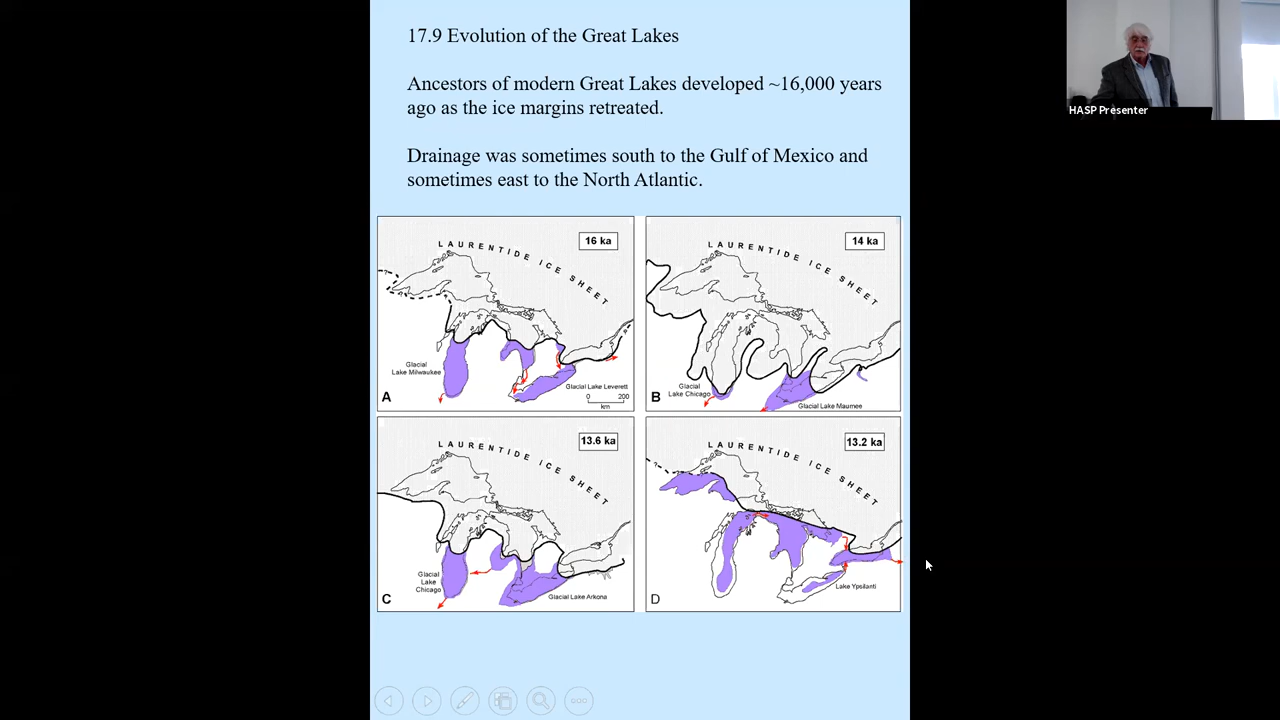 17.9 Evolution of the Great Lakes
Ancestors of modern Great Lakes developed ~16,000 years
ago as the ice margins retreated.
Drainage was sometimes south to the Gulf of Mexico and
sometimes east to the North Atlantic.
HASP Presenter
LAURENTIDE ICE SHEET
16 ka
Glacial
Lake Milwaukee
Glacial Lake Leverett
0 200
km
A
LAURENTIDE ICE SHEET
14 ka
Glacial
Lake Chicago
Glacial Lake Maumee
B
LAURENTIDE ICE SHEET
13.6 ka
Glacial
Lake
Chicago
Glacial Lake Arkona
C
LAURENTIDE ICE SHEET
13.2 ka
?
Lake Ypsilanti
D